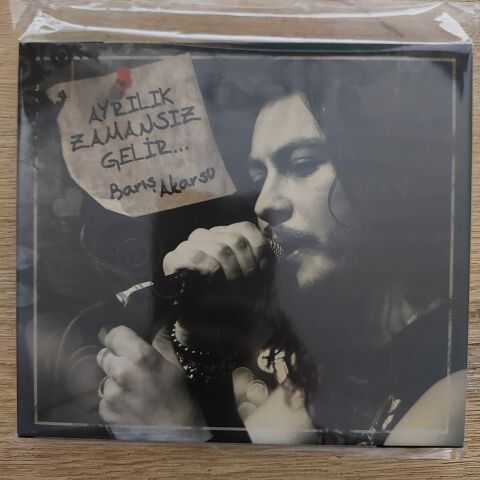 AYRILIK
ZAMANSIZ
GELİR...
Barış Akarsu